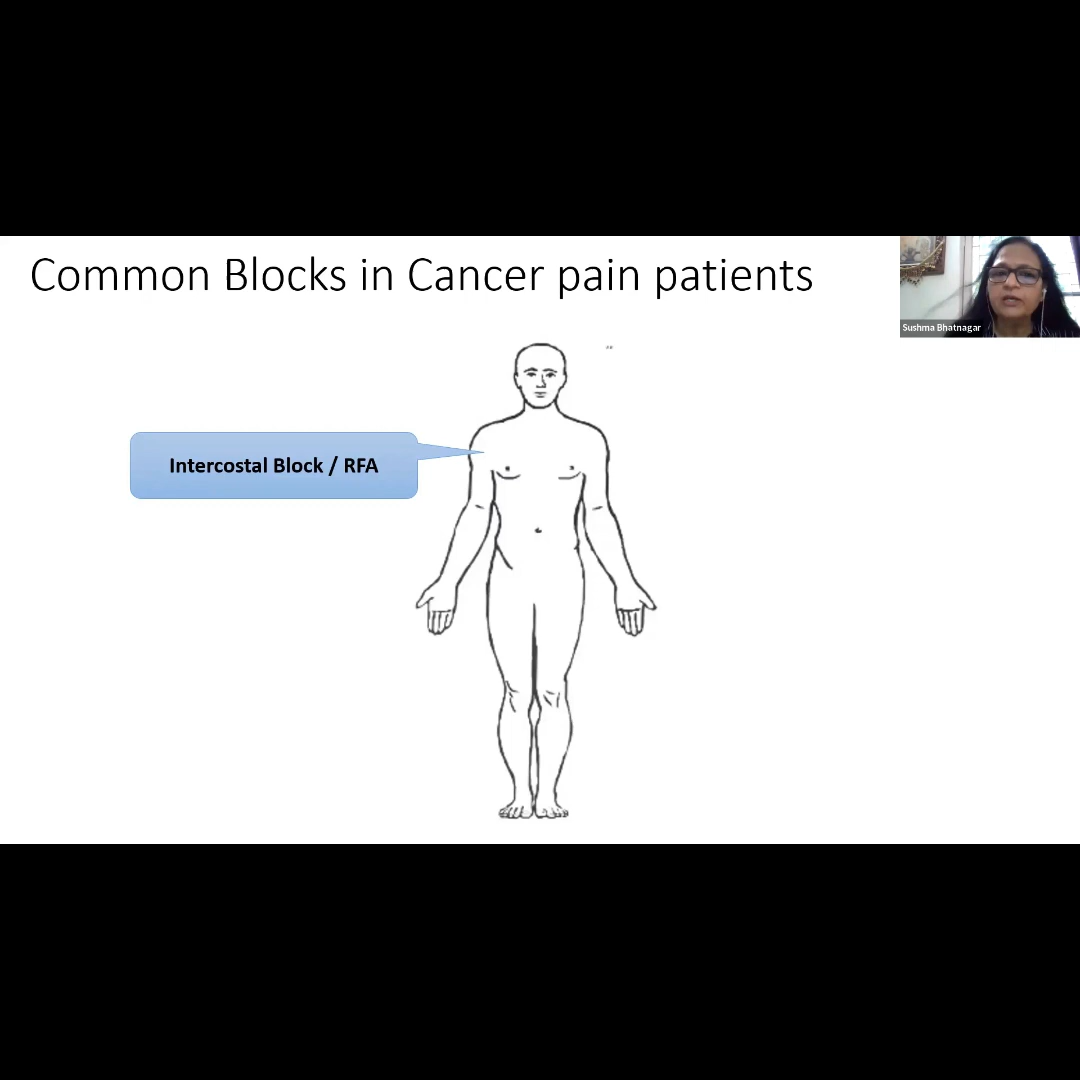 Common Blocks in Cancer pain patients
Sushma Bhatnagar
Intercostal Block / RFA